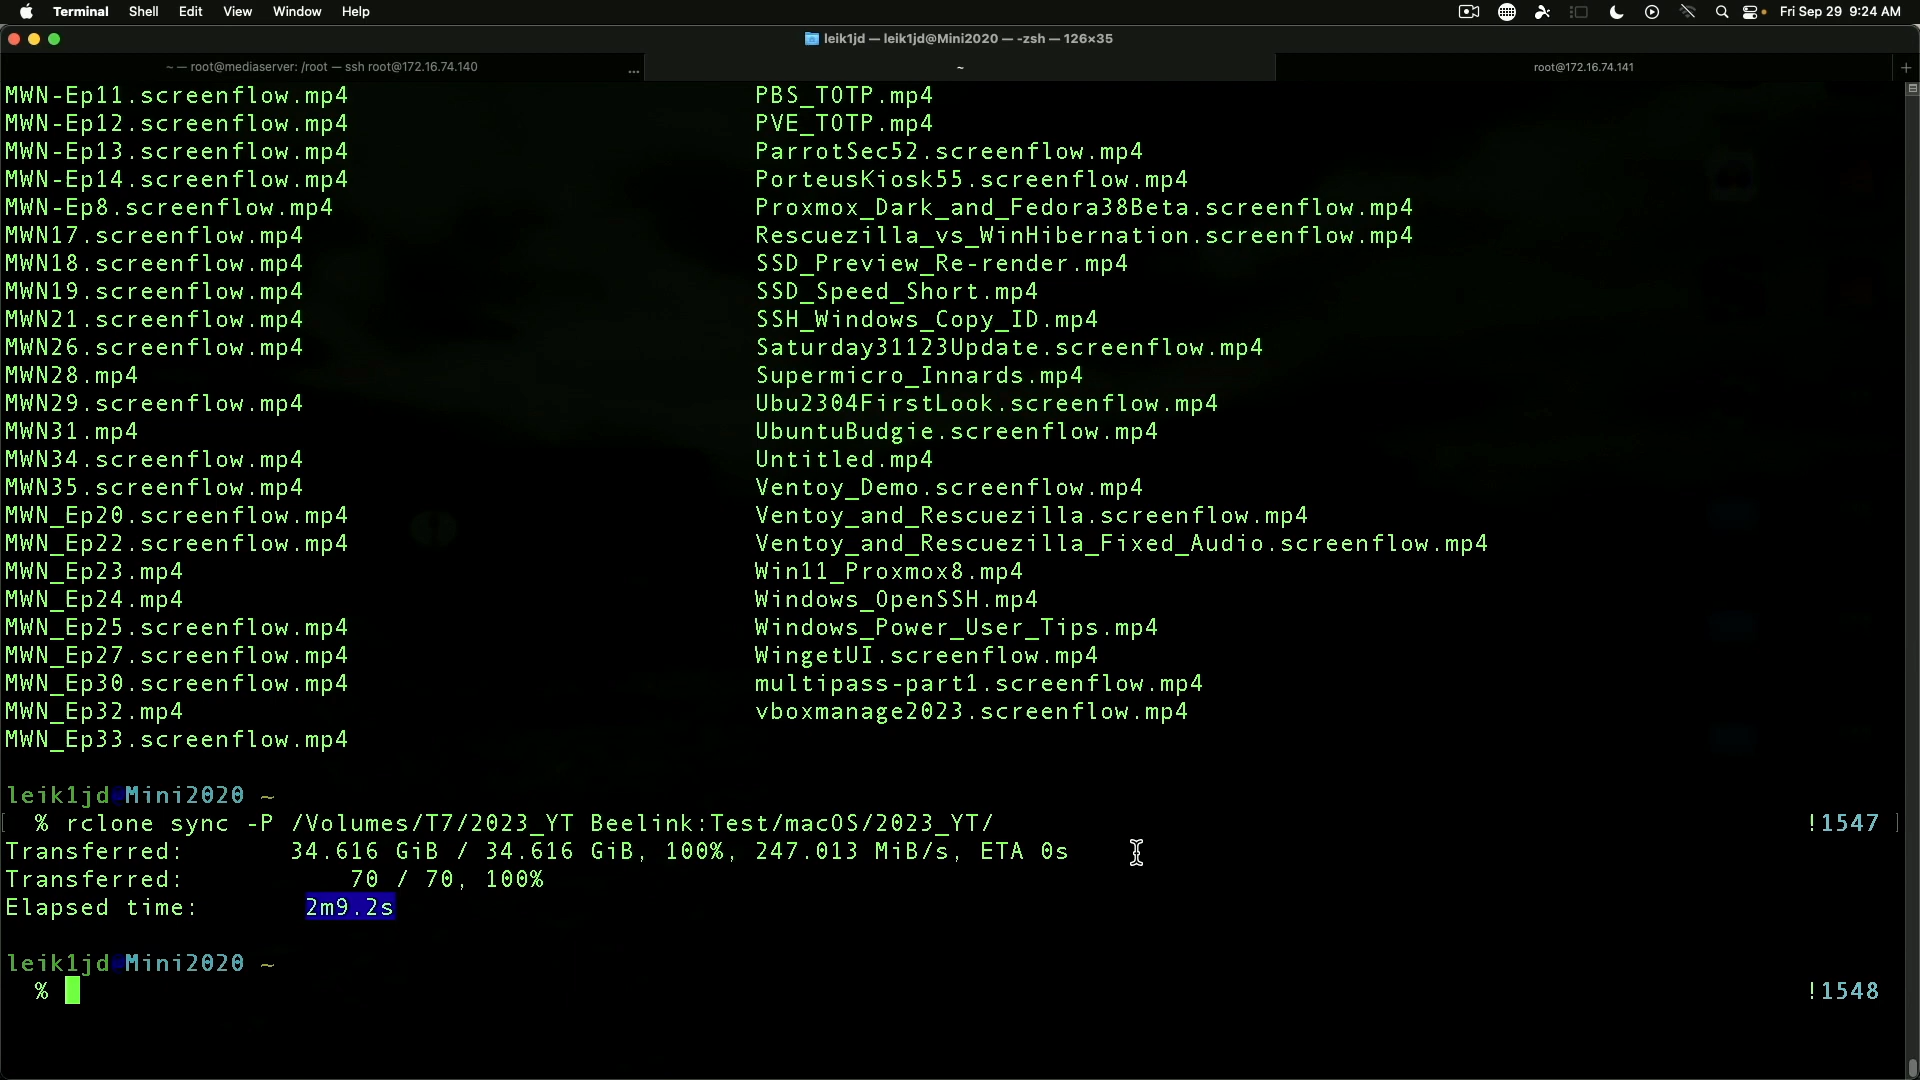 Terminal Shell Edit View Window Help Fri Sep 29 9:24 AM
leik1jd — leik1jd@Mini2020 — -zsh — 126×35
~ — root@mediaserver: /root — ssh root@172.16.74.140 ... ~ root@172.16.74.141 +
MWN-Ep11.screenflow.mp4 PBS_TOTP.mp4
MWN-Ep12.screenflow.mp4 PVE_TOTP.mp4
MWN-Ep13.screenflow.mp4 ParrotSec52.screenflow.mp4
MWN-Ep14.screenflow.mp4 PorteusKiosk55.screenflow.mp4
MWN-Ep8.screenflow.mp4 Proxmox_Dark_and_Fedora38Beta.screenflow.mp4
MWN17.screenflow.mp4 Rescuezilla_vs_WinHibernation.screenflow.mp4
MWN18.screenflow.mp4 SSD_Preview_Re-render.mp4
MWN19.screenflow.mp4 SSD_Speed_Short.mp4
MWN21.screenflow.mp4 SSH_Windows_Copy_ID.mp4
MWN26.screenflow.mp4 Saturday31123Update.screenflow.mp4
MWN28.mp4 Supermicro_Innards.mp4
MWN29.screenflow.mp4 Ubu2304FirstLook.screenflow.mp4
MWN31.mp4 UbuntuBudgie.screenflow.mp4
MWN34.screenflow.mp4 Untitled.mp4
MWN35.screenflow.mp4 Ventoy_Demo.screenflow.mp4
MWN_Ep20.screenflow.mp4 Ventoy_and_Rescuezilla.screenflow.mp4
MWN_Ep22.screenflow.mp4 Ventoy_and_Rescuezilla_Fixed_Audio.screenflow.mp4
MWN_Ep23.mp4 Win11_Proxmox8.mp4
MWN_Ep24.mp4 Windows_OpenSSH.mp4
MWN_Ep25.screenflow.mp4 Windows_Power_User_Tips.mp4
MWN_Ep27.screenflow.mp4 WingetUI.screenflow.mp4
MWN_Ep30.screenflow.mp4 multipass-part1.screenflow.mp4
MWN_Ep32.mp4 vboxmanage2023.screenflow.mp4
MWN_Ep33.screenflow.mp4
leik1jd Mini2020 ~
[ % rclone sync -P /Volumes/T7/2023_YT Beelink:Test/macOS/2023_YT/ !1547 ]
Transferred: 34.616 GiB / 34.616 GiB, 100%, 247.013 MiB/s, ETA 0s
Transferred: 70 / 70, 100%
Elapsed time: 2m9.2s
leik1jd Mini2020 ~
% !1548